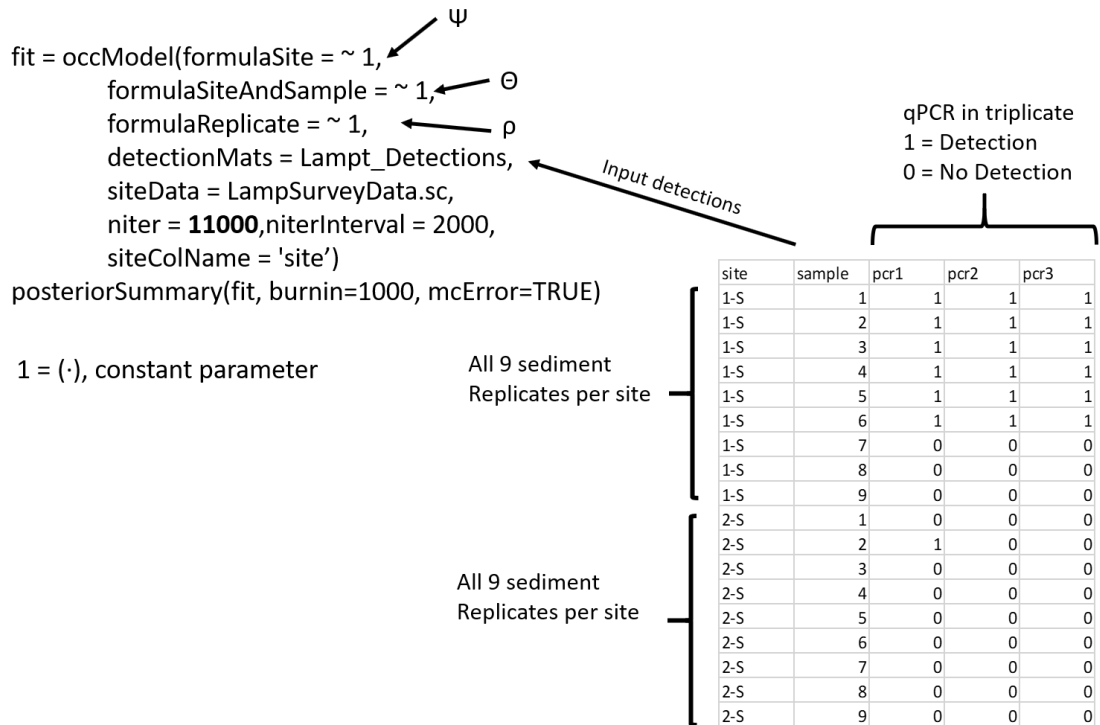 Ψ
fit = occModel(formulaSite = ~ 1,
formulaSiteAndSample = ~ 1,
Θ
formulaReplicate = ~ 1,
ρ
detectionMats = Lampt_Detections,
siteData = LampSurveyData.sc,
niter = 11000,niterInterval = 2000,
siteColName = 'site’)
posteriorSummary(fit, burnin=1000, mcError=TRUE)
1 = (·), constant parameter
Input detections
qPCR in triplicate
1 = Detection
0 = No Detection
All 9 sediment
Replicates per site
All 9 sediment
Replicates per site
site sample pcr1 pcr2 pcr3
1-S 1 1 1 1
1-S 2 1 1 1
1-S 3 1 1 1
1-S 4 1 1 1
1-S 5 1 1 1
1-S 6 1 1 1
1-S 7 0 0 0
1-S 8 0 0 0
1-S 9 0 0 0
2-S 1 0 0 0
2-S 2 1 0 0
2-S 3 0 0 0
2-S 4 0 0 0
2-S 5 0 0 0
2-S 6 0 0 0
2-S 7 0 0 0
2-S 8 0 0 0
2-S 9 0 0 0